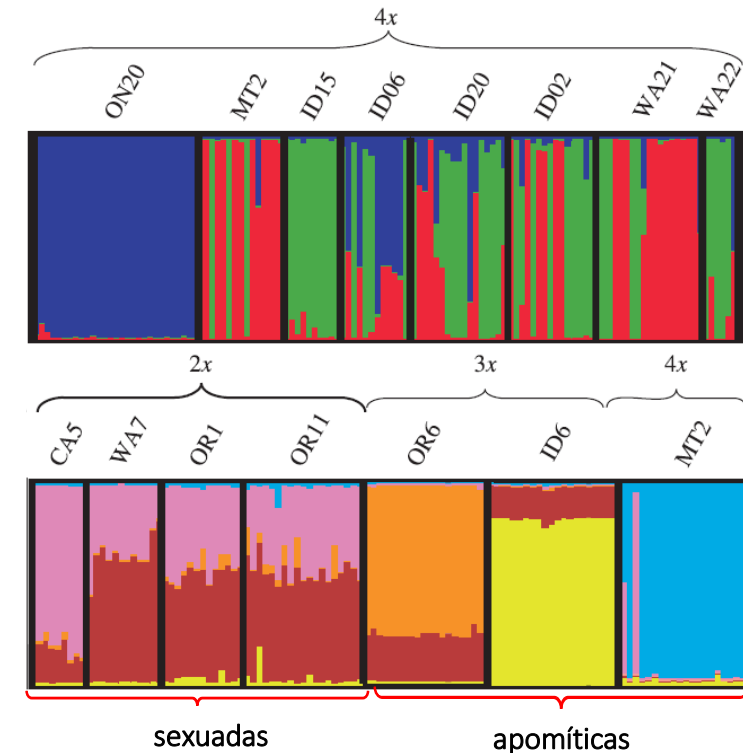 4x
ON20 MT2 ID15 ID06 ID20 ID02 WA21 WA22
2x 3x 4x
CA5 WA7 OR1 OR11 OR6 ID6 MT2
sexuadas apomíticas